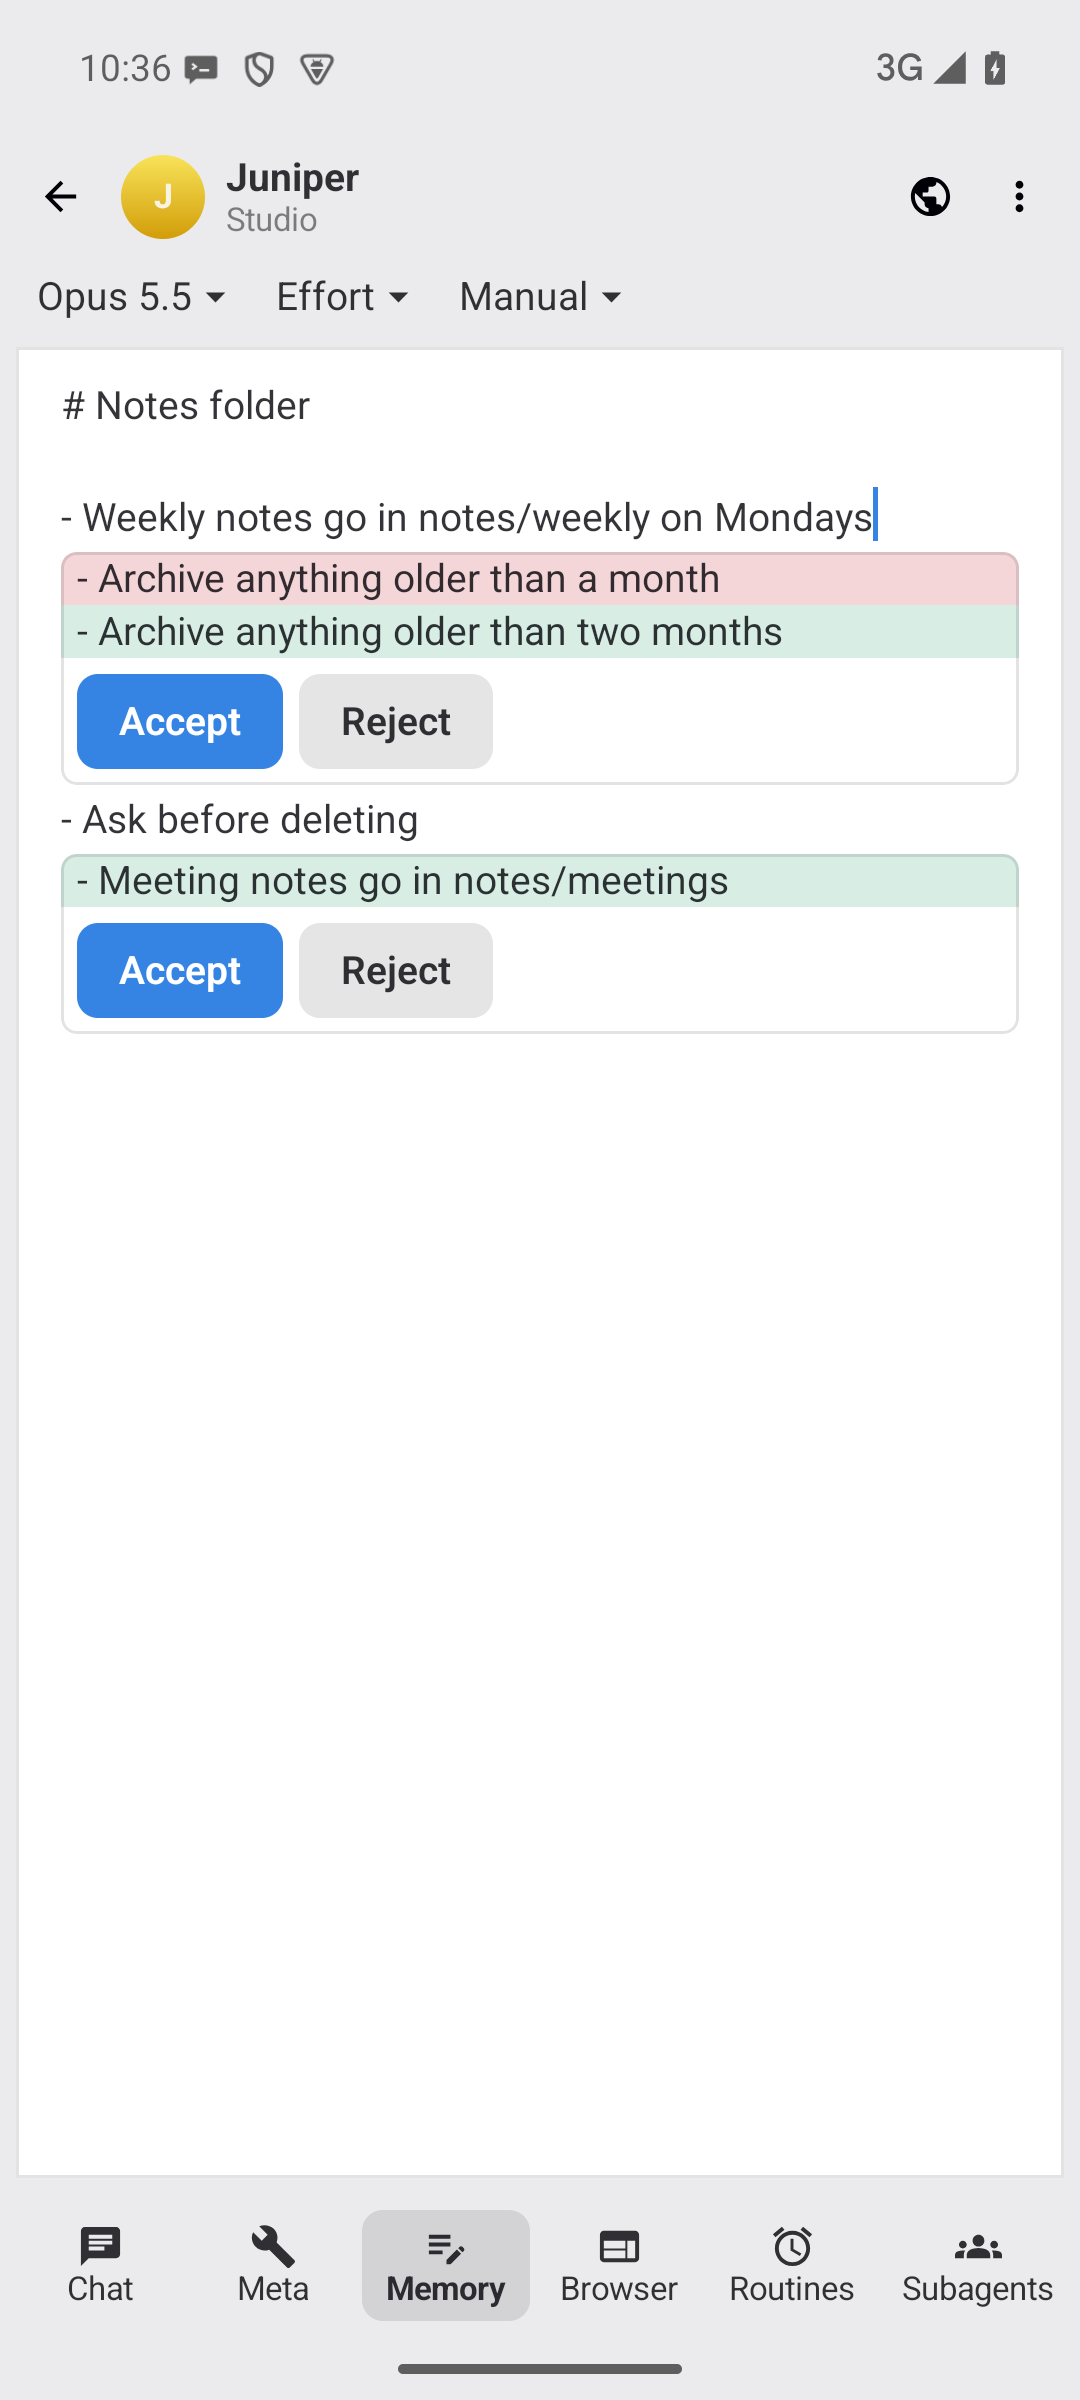 10:36
3G
J
Juniper
Studio
Opus 5.5 Effort Manual
# Notes folder
- Weekly notes go in notes/weekly on Mondays
- Archive anything older than a month
- Archive anything older than two months
Accept Reject
- Ask before deleting
- Meeting notes go in notes/meetings
Accept Reject
Chat Meta Memory Browser Routines Subagents